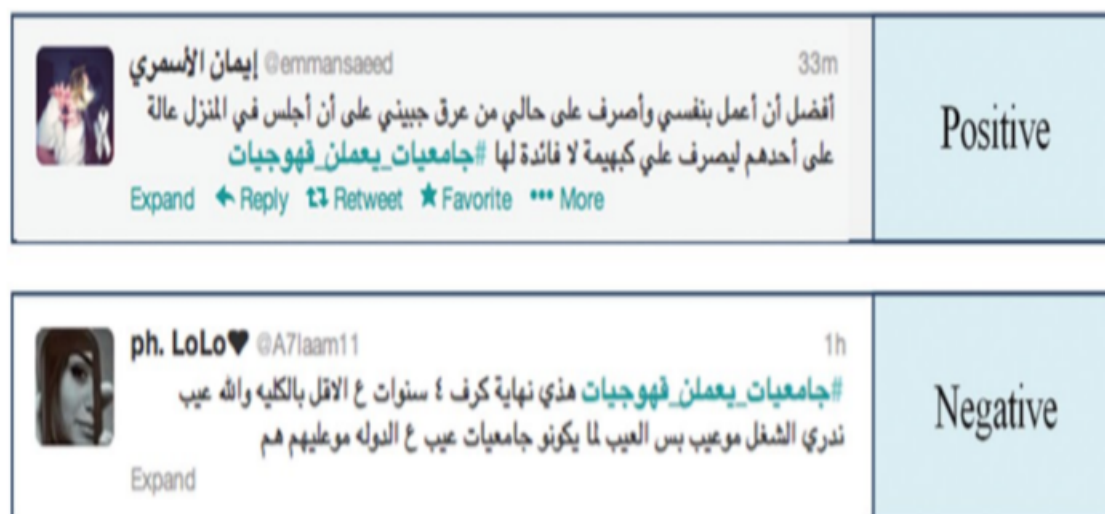 إيمان الأسمري @emmansaeed 33m
أفضل أن أعمل بنفسي وأصرف على حالي من عرق جبيني على أن أجلس في المنزل عالة
على أحدهم ليصرف علي كبهيمة لا فائدة لها #جامعيات_يعملن_قهوجيات
Expand Reply Retweet Favorite More
Positive
ph. LoLo♥ @A7laam11 1h
#جامعيات_يعملن_قهوجيات هذي نهاية كرف ٤ سنوات ع الاقل بالكليه والله عيب
ندري الشغل موعيب بس العيب لما يكونو جامعيات عيب ع الدوله موعليهم هم
Expand
Negative